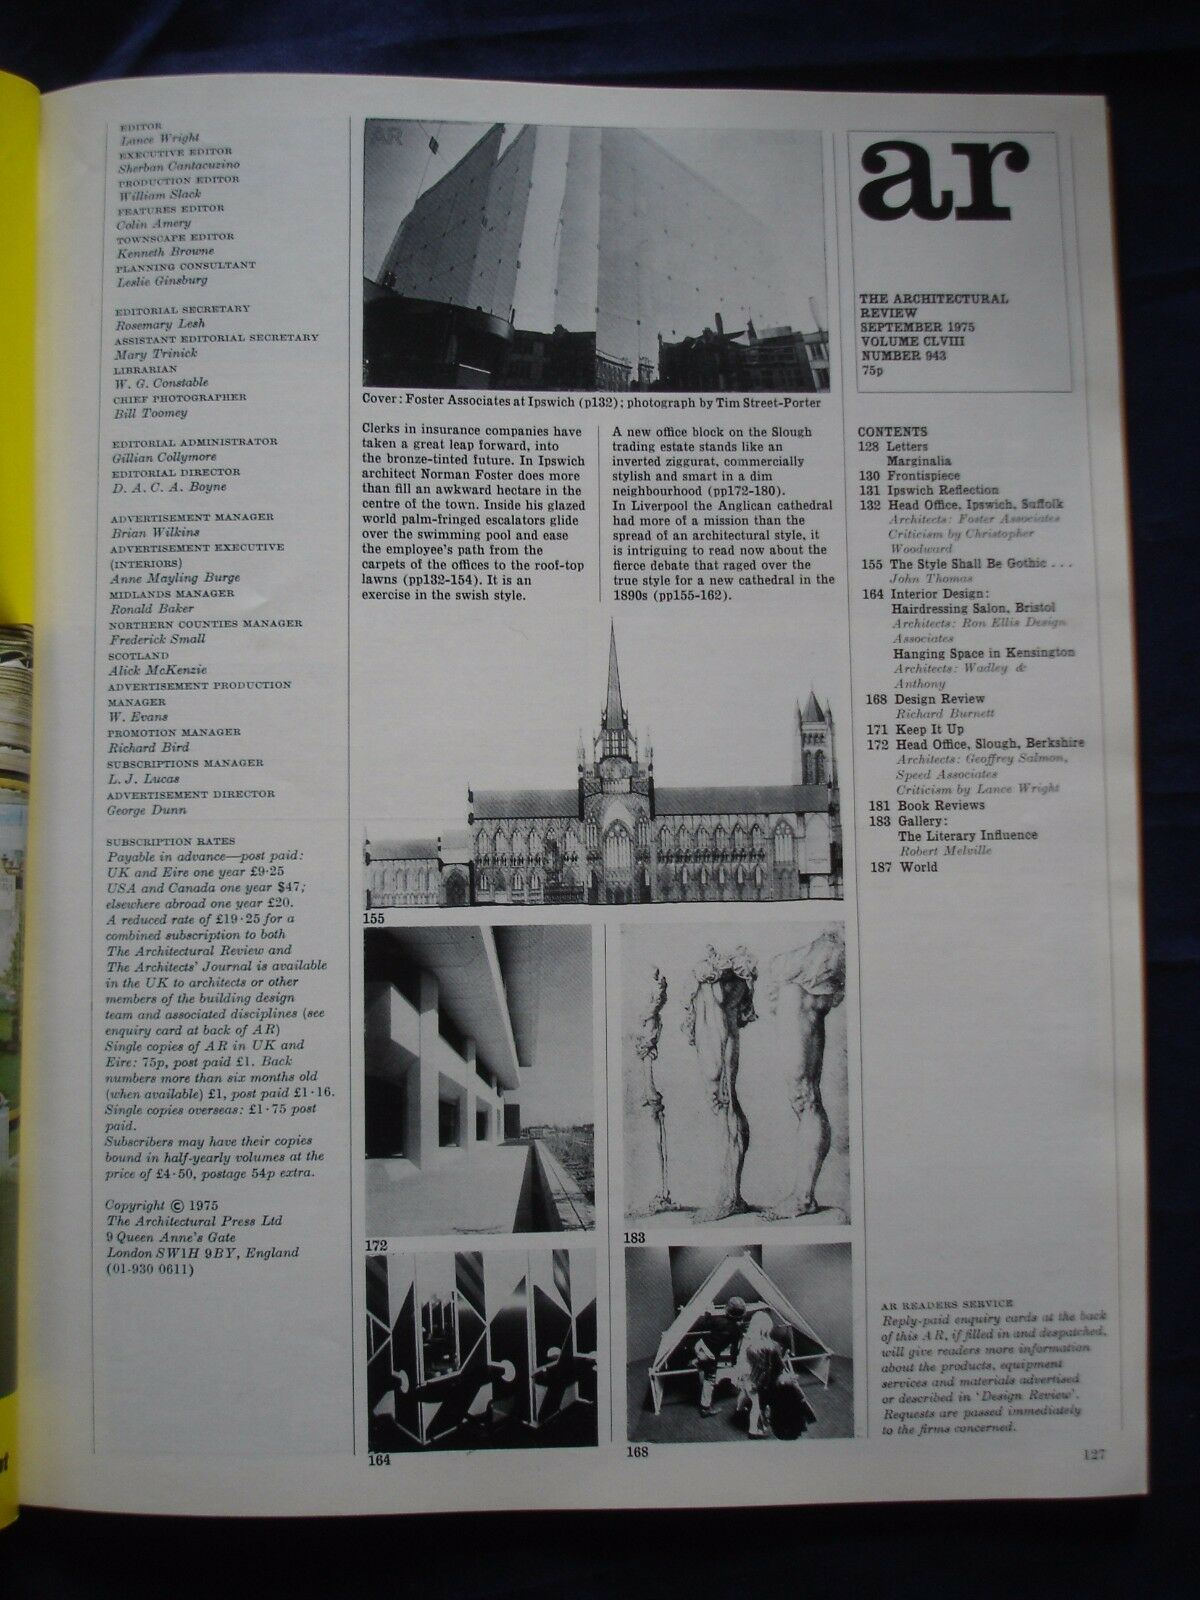 EDITOR
Lance Wright
EXECUTIVE EDITOR
Sherban Cantacuzino
PRODUCTION EDITOR
William Slack
FEATURES EDITOR
Colin Amery
TOWNSCAPE EDITOR
Kenneth Browne
PLANNING CONSULTANT
Leslie Ginsburg
EDITORIAL SECRETARY
Rosemary Lesh
ASSISTANT EDITORIAL SECRETARY
Mary Trinick
LIBRARIAN
W. G. Constable
CHIEF PHOTOGRAPHER
Bill Toomey
EDITORIAL ADMINISTRATOR
Gillian Collymore
EDITORIAL DIRECTOR
D. A. C. A. Boyne
ADVERTISEMENT MANAGER
Brian Wilkins
ADVERTISEMENT EXECUTIVE
(INTERIORS)
Anne Mayling Burge
MIDLANDS MANAGER
Ronald Baker
NORTHERN COUNTIES MANAGER
Frederick Small
SCOTLAND
Alick McKenzie
ADVERTISEMENT PRODUCTION
MANAGER
W. Evans
PROMOTION MANAGER
Richard Bird
SUBSCRIPTIONS MANAGER
L. J. Lucas
ADVERTISEMENT DIRECTOR
George Dunn
SUBSCRIPTION RATES
Payable in advance—post paid:
UK and Eire one year £9·25
USA and Canada one year $47;
elsewhere abroad one year £20.
A reduced rate of £19·25 for a
combined subscription to both
The Architectural Review and
The Architects' Journal is available
in the UK to architects or other
members of the building design
team and associated disciplines (see
enquiry card at back of AR)
Single copies of AR in UK and
Eire: 75p, post paid £1. Back
numbers more than six months old
(when available) £1, post paid £1·16.
Single copies overseas: £1·75 post
paid.
Subscribers may have their copies
bound in half-yearly volumes at the
price of £4·50, postage 54p extra.
Copyright © 1975
The Architectural Press Ltd
9 Queen Anne's Gate
London SW1H 9BY, England
(01-930 0611)
AR
Cover: Foster Associates at Ipswich (p132); photograph by Tim Street-Porter
Clerks in insurance companies have
taken a great leap forward, into
the bronze-tinted future. In Ipswich
architect Norman Foster does more
than fill an awkward hectare in the
centre of the town. Inside his glazed
world palm-fringed escalators glide
over the swimming pool and ease
the employee's path from the
carpets of the offices to the roof-top
lawns (pp132-154). It is an
exercise in the swish style.
A new office block on the Slough
trading estate stands like an
inverted ziggurat, commercially
stylish and smart in a dim
neighbourhood (pp172-180).
In Liverpool the Anglican cathedral
had more of a mission than the
spread of an architectural style, it
is intriguing to read now about the
fierce debate that raged over the
true style for a new cathedral in the
1890s (pp155-162).
155
172
183
164
168
ar
THE ARCHITECTURAL
REVIEW
SEPTEMBER 1975
VOLUME CLVIII
NUMBER 943
75p
CONTENTS
128 Letters
Marginalia
130 Frontispiece
131 Ipswich Reflection
132 Head Office, Ipswich, Suffolk
Architects: Foster Associates
Criticism by Christopher
Woodward
155 The Style Shall Be Gothic . . .
John Thomas
164 Interior Design:
Hairdressing Salon, Bristol
Architects: Ron Ellis Design
Associates
Hanging Space in Kensington
Architects: Wadley &
Anthony
168 Design Review
Richard Burnett
171 Keep It Up
172 Head Office, Slough, Berkshire
Architects: Geoffrey Salmon,
Speed Associates
Criticism by Lance Wright
181 Book Reviews
183 Gallery:
The Literary Influence
Robert Melville
187 World
AR READERS SERVICE
Reply-paid enquiry cards at the back
of this AR, if filled in and despatched,
will give readers more information
about the products, equipment
services and materials advertised
or described in 'Design Review'.
Requests are passed immediately
to the firms concerned.
127